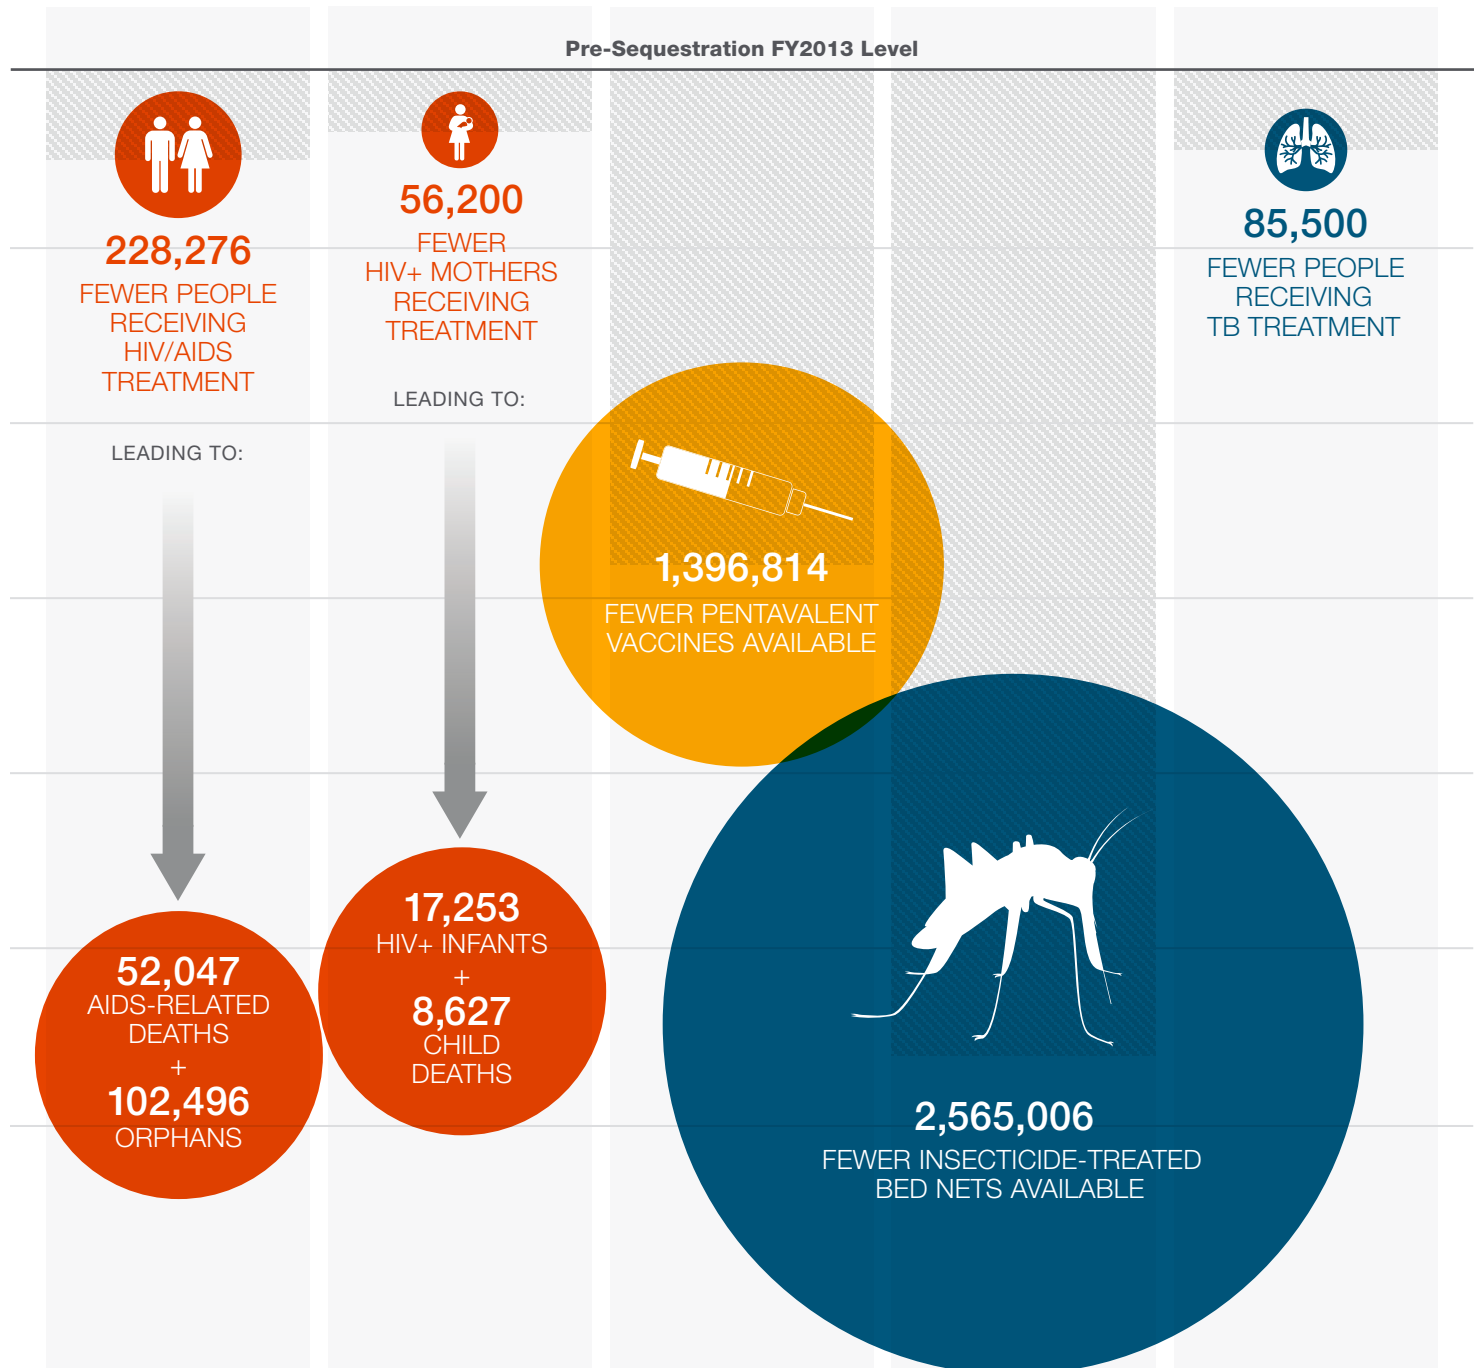 Pre-Sequestration FY2013 Level
228,276
FEWER PEOPLE
RECEIVING
HIV/AIDS
TREATMENT
LEADING TO:
52,047
AIDS-RELATED
DEATHS
+
102,496
ORPHANS
56,200
FEWER
HIV+ MOTHERS
RECEIVING
TREATMENT
LEADING TO:
17,253
HIV+ INFANTS
+
8,627
CHILD
DEATHS
1,396,814
FEWER PENTAVALENT
VACCINES AVAILABLE
2,565,006
FEWER INSECTICIDE-TREATED
BED NETS AVAILABLE
85,500
FEWER PEOPLE
RECEIVING
TB TREATMENT